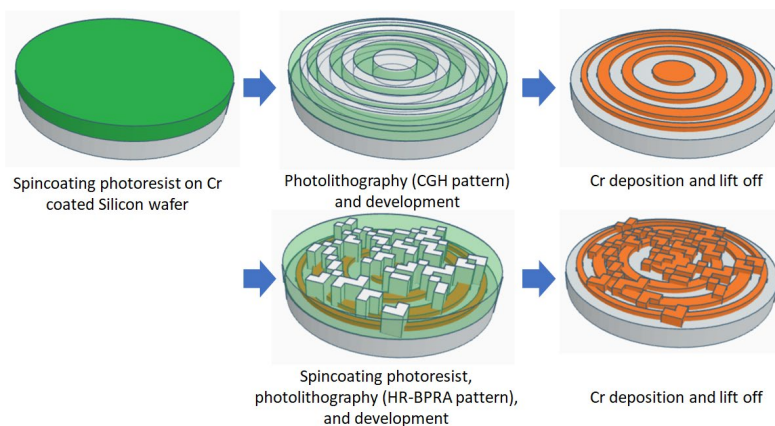 Spincoating photoresist on Cr
coated Silicon wafer
Photolithography (CGH pattern)
and development
Cr deposition and lift off
Spincoating photoresist,
photolithography (HR-BPRA pattern),
and development
Cr deposition and lift off